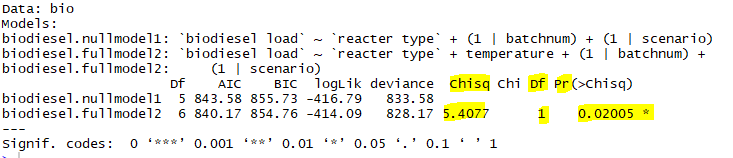 Data: bio
Models:
biodiesel.nullmodel1: `biodiesel load` ~ `reacter type` + (1 | batchnum) + (1 | scenario)
biodiesel.fullmodel2: `biodiesel load` ~ `reacter type` + temperature + (1 | batchnum) +
biodiesel.fullmodel2:     (1 | scenario)
Df AIC BIC logLik deviance Chisq Chi Df Pr(>Chisq)
biodiesel.nullmodel1 5 843.58 855.73 -416.79 833.58
biodiesel.fullmodel2 6 840.17 854.76 -414.09 828.17 5.4077 1 0.02005 *
---
Signif. codes: 0 ‘***’ 0.001 ‘**’ 0.01 ‘*’ 0.05 ‘.’ 0.1 ‘ ’ 1